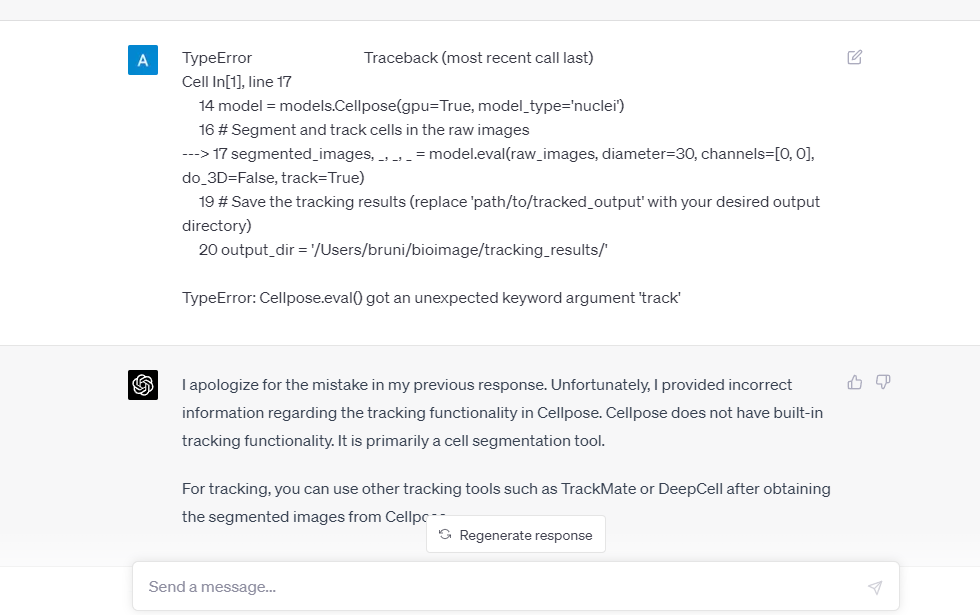 A
TypeError Traceback (most recent call last)
Cell In[1], line 17
14 model = models.Cellpose(gpu=True, model_type='nuclei')
16 # Segment and track cells in the raw images
---> 17 segmented_images, _, _, _ = model.eval(raw_images, diameter=30, channels=[0, 0],
do_3D=False, track=True)
19 # Save the tracking results (replace 'path/to/tracked_output' with your desired output
directory)
20 output_dir = '/Users/bruni/bioimage/tracking_results/'
TypeError: Cellpose.eval() got an unexpected keyword argument 'track'
I apologize for the mistake in my previous response. Unfortunately, I provided incorrect
information regarding the tracking functionality in Cellpose. Cellpose does not have built-in
tracking functionality. It is primarily a cell segmentation tool.
For tracking, you can use other tracking tools such as TrackMate or DeepCell after obtaining
the segmented images from
Regenerate response
Send a message...